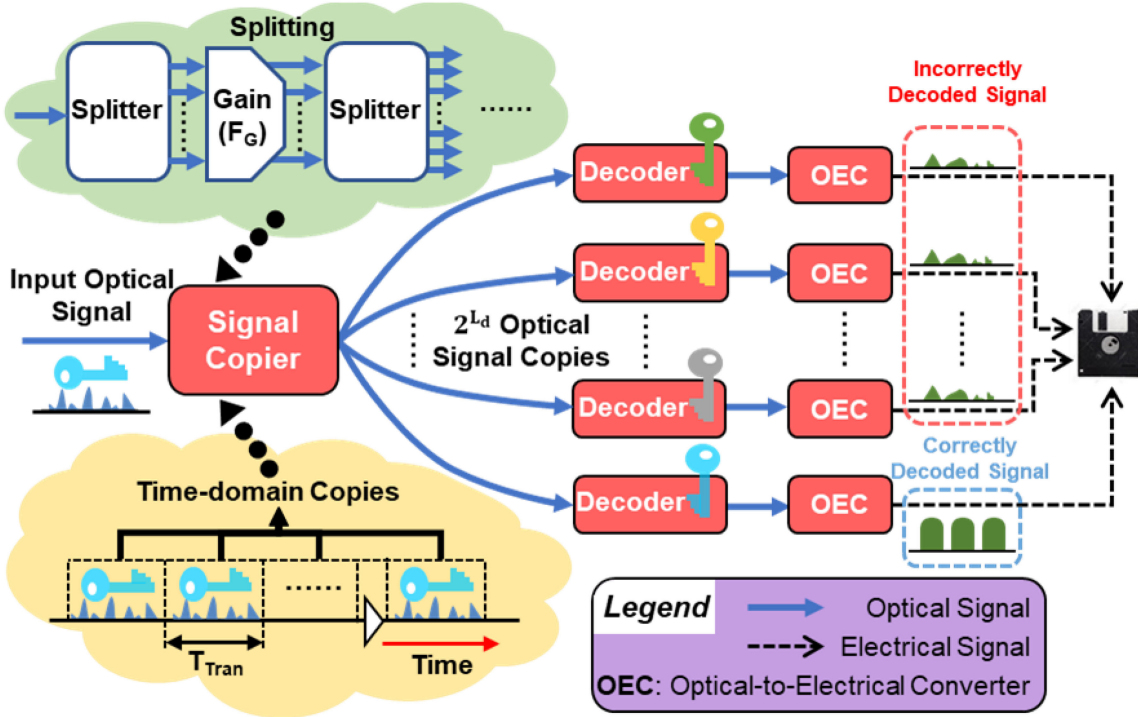 Splitting
Splitter
Gain
(F_G)
Splitter
......
Incorrectly
Decoded Signal
Decoder
OEC
Input Optical
Signal
Signal
Copier
Decoder
OEC
2^{L_d} Optical
Signal Copies
Decoder
OEC
Correctly
Decoded Signal
Decoder
OEC
Time-domain Copies
......
T_Tran
Time
Legend
Optical Signal
Electrical Signal
OEC: Optical-to-Electrical Converter